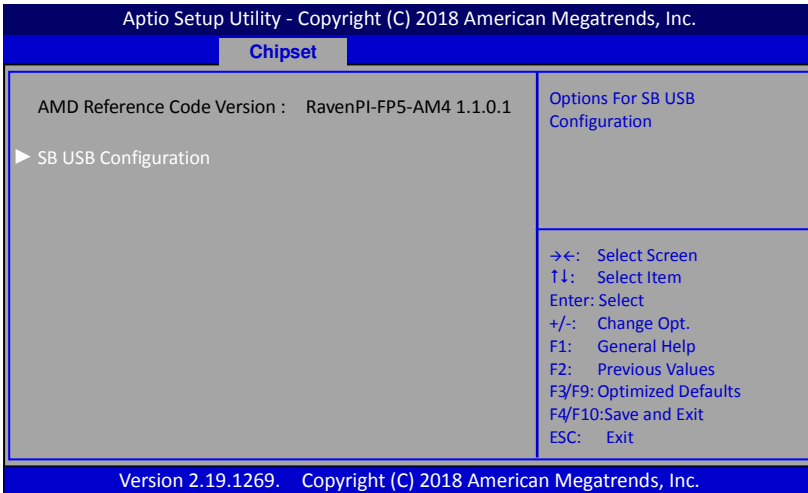 Aptio Setup Utility - Copyright (C) 2018 American Megatrends, Inc.
Chipset
AMD Reference Code Version : RavenPI-FP5-AM4 1.1.0.1
► SB USB Configuration
Options For SB USB
Configuration
→←: Select Screen
↑↓: Select Item
Enter: Select
+/-: Change Opt.
F1: General Help
F2: Previous Values
F3/F9: Optimized Defaults
F4/F10:Save and Exit
ESC: Exit
Version 2.19.1269. Copyright (C) 2018 American Megatrends, Inc.